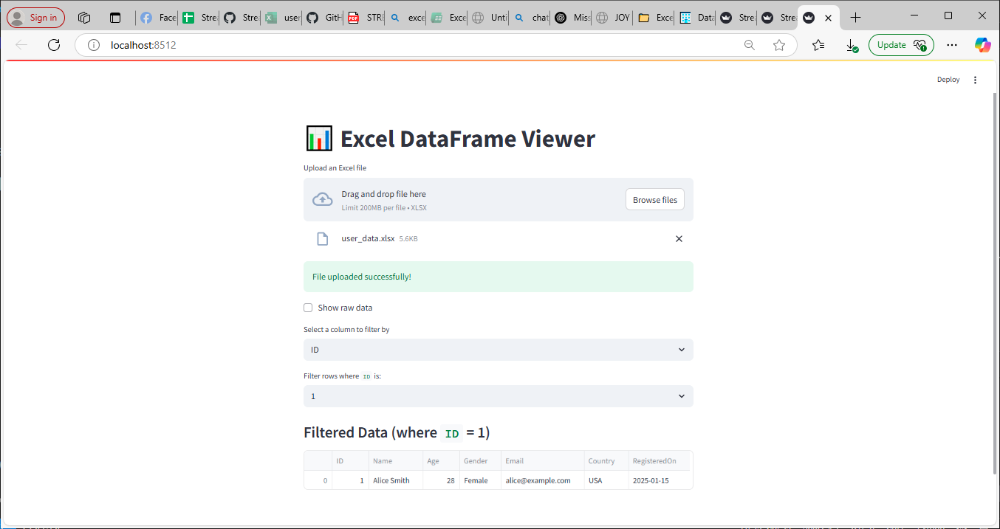 Sign in
Face
Stre
Stre
user
GitH
STRE
exce
Exce
Unti
chat
Miss
JOY
Exce
Data
Stre
Stre
localhost:8512
Update
Deploy
Excel DataFrame Viewer
Upload an Excel file
Drag and drop file here
Limit 200MB per file • XLSX
Browse files
user_data.xlsx 5.6KB
File uploaded successfully!
Show raw data
Select a column to filter by
ID
Filter rows where ID is:
1
Filtered Data (where ID = 1)
ID Name Age Gender Email Country RegisteredOn
0 1 Alice Smith 28 Female alice@example.com USA 2025-01-15